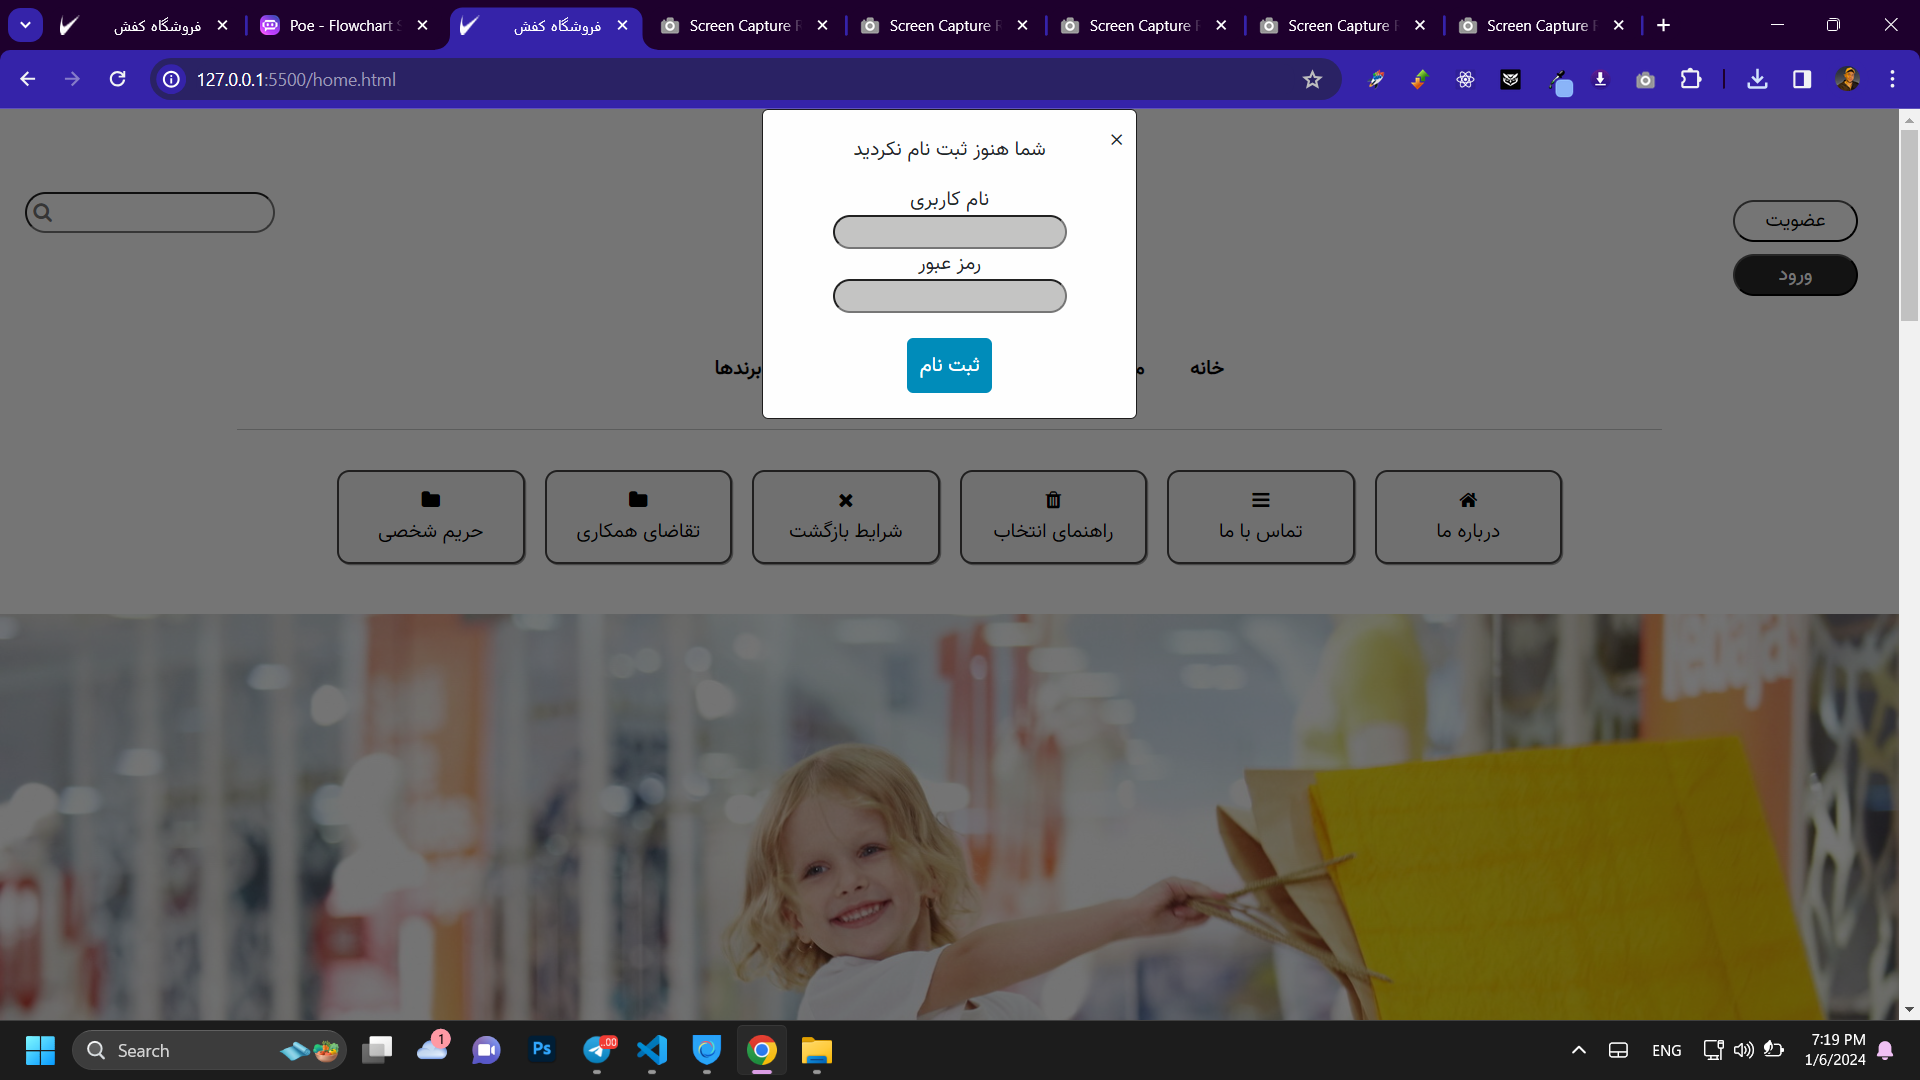 فروشگاه کفش
Poe - Flowchart
فروشگاه کفش
Screen Capture
Screen Capture
Screen Capture
Screen Capture
Screen Capture
127.0.0.1:5500/home.html
شما هنوز ثبت نام نکردید
نام کاربری
رمز عبور
ثبت نام
عضویت
ورود
خانه
برندها
درباره ما
تماس با ما
راهنمای انتخاب
شرایط بازگشت
تقاضای همکاری
حریم شخصی
Search
1
Ps
.00
ENG
7:19 PM
1/6/2024